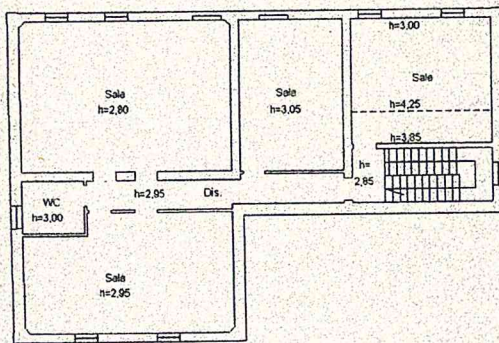 h=3,00
Sala
h=4,25
h=3,85
Sala
h=2,80
Sala
h=3,05
h=
2,85
h=2,95
Dis.
WC
h=3,00
Sala
h=2,95